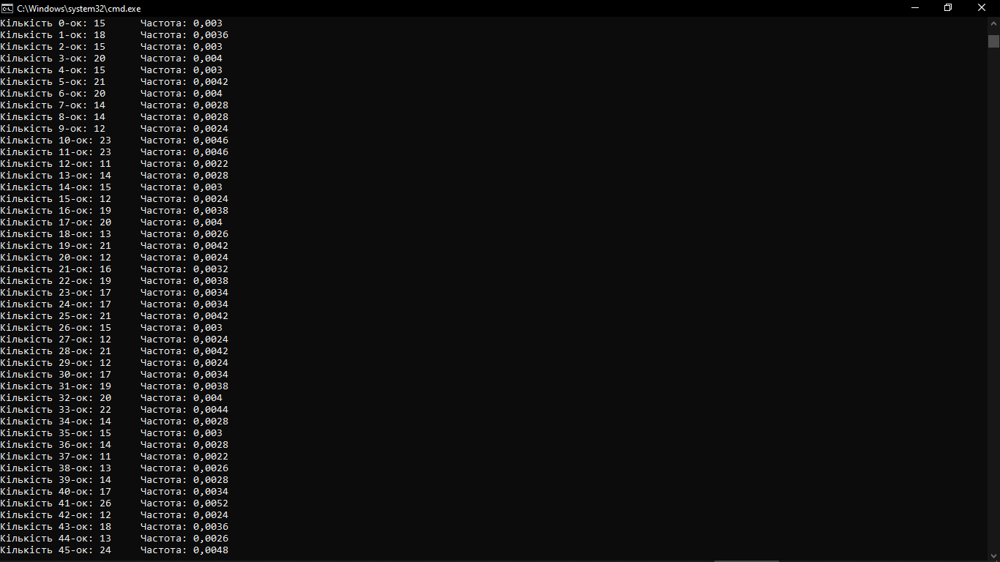 C:\Windows\system32\cmd.exe
Кількість 0-ок: 15 Частота: 0,003
Кількість 1-ок: 18 Частота: 0,0036
Кількість 2-ок: 15 Частота: 0,003
Кількість 3-ок: 20 Частота: 0,004
Кількість 4-ок: 15 Частота: 0,003
Кількість 5-ок: 21 Частота: 0,0042
Кількість 6-ок: 20 Частота: 0,004
Кількість 7-ок: 14 Частота: 0,0028
Кількість 8-ок: 14 Частота: 0,0028
Кількість 9-ок: 12 Частота: 0,0024
Кількість 10-ок: 23 Частота: 0,0046
Кількість 11-ок: 23 Частота: 0,0046
Кількість 12-ок: 11 Частота: 0,0022
Кількість 13-ок: 14 Частота: 0,0028
Кількість 14-ок: 15 Частота: 0,003
Кількість 15-ок: 12 Частота: 0,0024
Кількість 16-ок: 19 Частота: 0,0038
Кількість 17-ок: 20 Частота: 0,004
Кількість 18-ок: 13 Частота: 0,0026
Кількість 19-ок: 21 Частота: 0,0042
Кількість 20-ок: 12 Частота: 0,0024
Кількість 21-ок: 16 Частота: 0,0032
Кількість 22-ок: 19 Частота: 0,0038
Кількість 23-ок: 17 Частота: 0,0034
Кількість 24-ок: 17 Частота: 0,0034
Кількість 25-ок: 21 Частота: 0,0042
Кількість 26-ок: 15 Частота: 0,003
Кількість 27-ок: 12 Частота: 0,0024
Кількість 28-ок: 21 Частота: 0,0042
Кількість 29-ок: 12 Частота: 0,0024
Кількість 30-ок: 17 Частота: 0,0034
Кількість 31-ок: 19 Частота: 0,0038
Кількість 32-ок: 20 Частота: 0,004
Кількість 33-ок: 22 Частота: 0,0044
Кількість 34-ок: 14 Частота: 0,0028
Кількість 35-ок: 15 Частота: 0,003
Кількість 36-ок: 14 Частота: 0,0028
Кількість 37-ок: 11 Частота: 0,0022
Кількість 38-ок: 13 Частота: 0,0026
Кількість 39-ок: 14 Частота: 0,0028
Кількість 40-ок: 17 Частота: 0,0034
Кількість 41-ок: 26 Частота: 0,0052
Кількість 42-ок: 12 Частота: 0,0024
Кількість 43-ок: 18 Частота: 0,0036
Кількість 44-ок: 13 Частота: 0,0026
Кількість 45-ок: 24 Частота: 0,0048